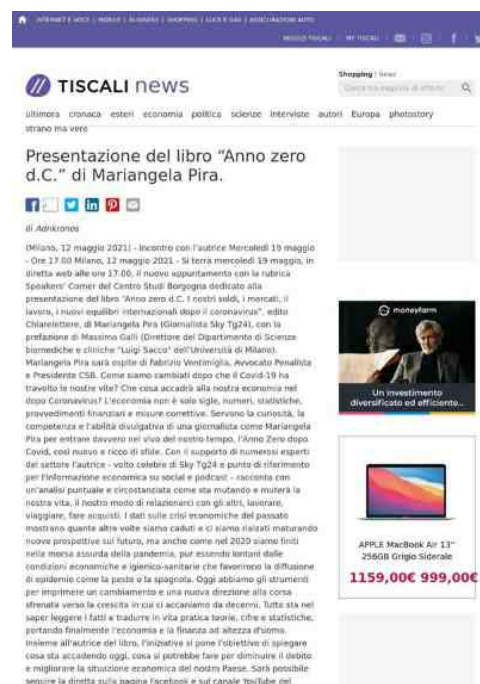 INTERNET E VOCE | MOBILE | BUSINESS | SHOPPING | LUCE E GAS | ASSICURAZIONI AUTO
NEGOZI TISCALI MY TISCALI
TISCALI news
Shopping | News
ultimora cronaca esteri economia politica scienze interviste autori Europa photostory
strano ma vero
Presentazione del libro “Anno zero
d.C.” di Mariangela Pira.
di Adnkronos
(Milano, 12 maggio 2021) - Incontro con l'autrice Mercoledì 19 maggio
- Ore 17.00 Milano, 12 maggio 2021 - Si terrà mercoledì 19 maggio, in
diretta web alle ore 17.00, il nuovo appuntamento con la rubrica
Speakers' Corner del Centro Studi Borgogna dedicato alla
presentazione del libro "Anno zero d.C. I nostri soldi, i mercati, il
lavoro, i nuovi equilibri internazionali dopo il coronavirus", edito
Chiarelettere, di Mariangela Pira (Giornalista Sky Tg24), con la
prefazione di Massimo Galli (Direttore del Dipartimento di Scienze
biomediche e cliniche "Luigi Sacco" dell'Università di Milano).
Mariangela Pira sarà ospite di Fabrizio Ventimiglia, Avvocato Penalista
e Presidente CSB. Come siamo cambiati dopo che il Covid-19 ha
travolto le nostre vite? Che cosa accadrà alla nostra economia nel
dopo Coronavirus? L'economia non è solo sigle, numeri, statistiche,
provvedimenti finanziari e misure correttive. Servono la curiosità, la
competenza e l'abilità divulgativa di una giornalista come Mariangela
Pira per entrare davvero nel vivo del nostro tempo, l'Anno Zero dopo
Covid, così nuovo e ricco di sfide. Con il supporto di numerosi esperti
del settore l'autrice - volto celebre di Sky Tg24 e punto di riferimento
per l'informazione economica su social e podcast - racconta con
un'analisi puntuale e circostanziata come sta mutando e muterà la
nostra vita, il nostro modo di relazionarci con gli altri, lavorare,
viaggiare, fare acquisti. I dati sulle crisi economiche del passato
mostrano quante altre volte siamo caduti e ci siamo rialzati maturando
nuove prospettive sul futuro, ma anche come nel 2020 siamo finiti
nella morsa assurda della pandemia, pur essendo lontani dalle
condizioni economiche e igienico-sanitarie che favorirono la diffusione
di epidemie come la peste e la spagnola. Oggi abbiamo gli strumenti
per imprimere un cambiamento e una nuova direzione alla corsa
sfrenata verso la crescita in cui ci accaniamo da decenni. Tutto sta nel
saper leggere i fatti e tradurre in vita pratica teorie, cifre e statistiche,
portando finalmente l'economia e la finanza ad altezza d'uomo.
Insieme all'autrice del libro, l'iniziativa si pone l'obiettivo di spiegare
cosa sta accadendo oggi, cosa si potrebbe fare per diminuire il debito
e migliorare la situazione economica del nostro Paese. Sarà possibile
seguire la diretta sulla pagina Facebook e sul canale YouTube del
moneyfarm
Un investimento
diversificato ed efficiente...
APPLE MacBook Air 13"
256GB Grigio Siderale
1159,00€ 999,00€